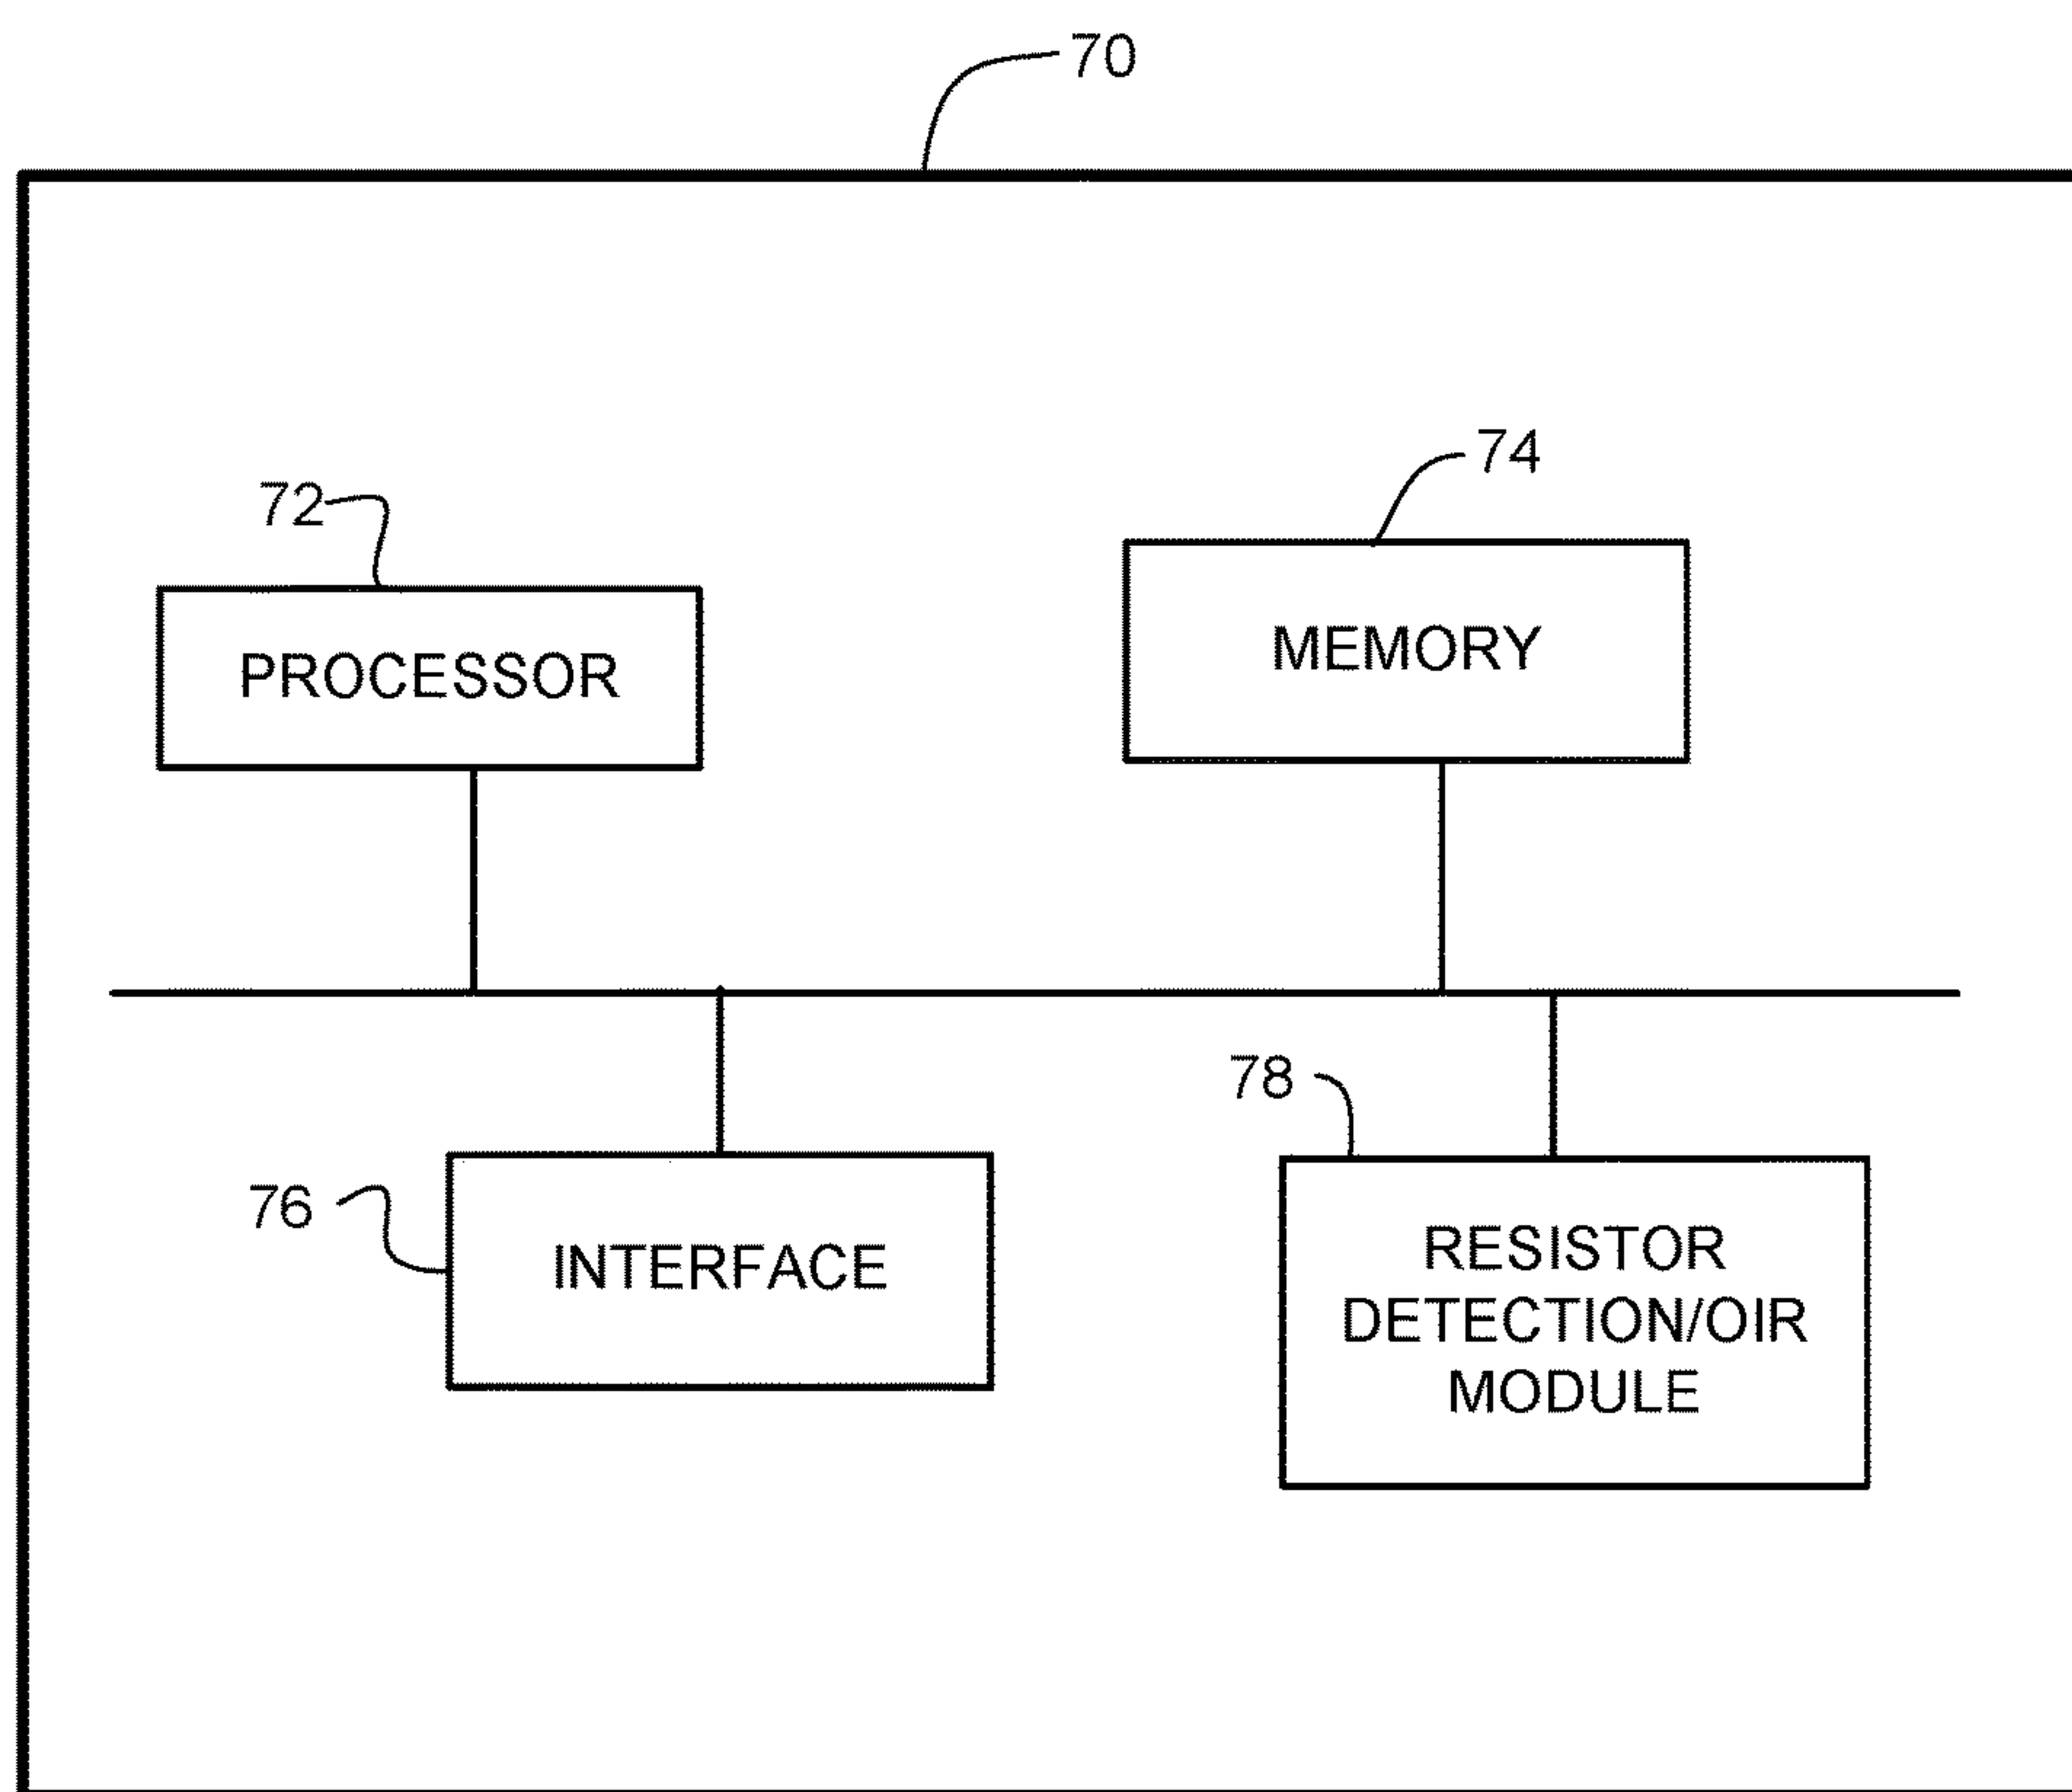 70
72
74
PROCESSOR
MEMORY
76
78
INTERFACE
RESISTOR
DETECTION/OIR
MODULE